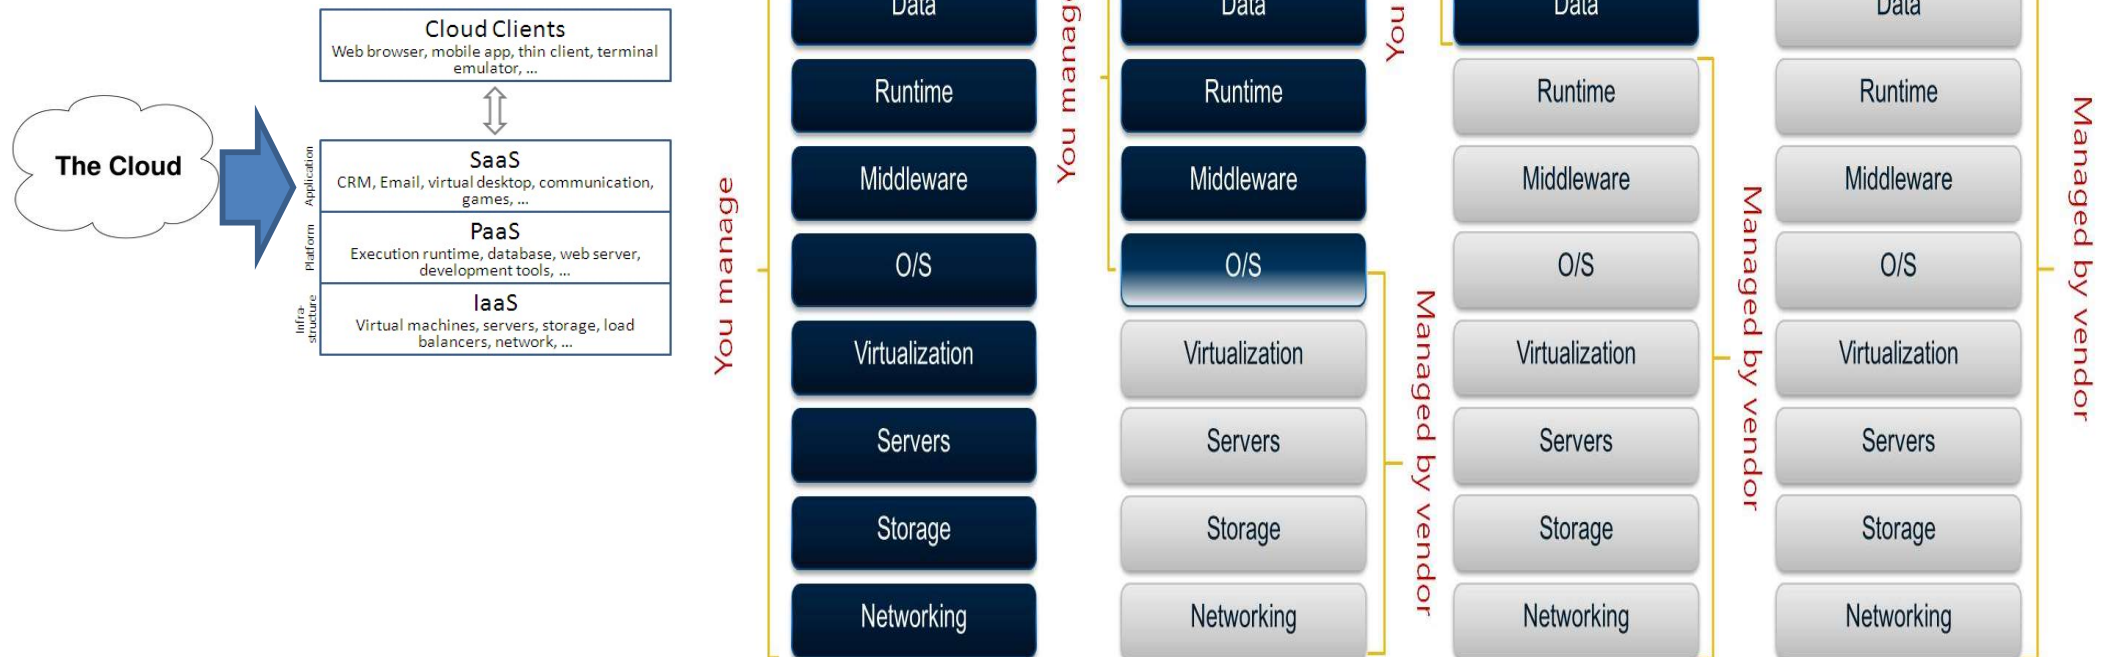 Cloud Clients
Web browser, mobile app, thin client, terminal
emulator, ...
The Cloud
Application
SaaS
CRM, Email, virtual desktop, communication,
games, ...
Platform
PaaS
Execution runtime, database, web server,
development tools, ...
Infra-
structure
IaaS
Virtual machines, servers, storage, load
balancers, network, ...
You manage
Data
Runtime
Middleware
O/S
Virtualization
Servers
Storage
Networking
You manag
Data
Runtime
Middleware
O/S
Virtualization
Servers
Storage
Networking
Managed by vendor
You
Data
Runtime
Middleware
O/S
Virtualization
Servers
Storage
Networking
Managed by vendor
Data
Runtime
Middleware
O/S
Virtualization
Servers
Storage
Networking
Managed by vendor